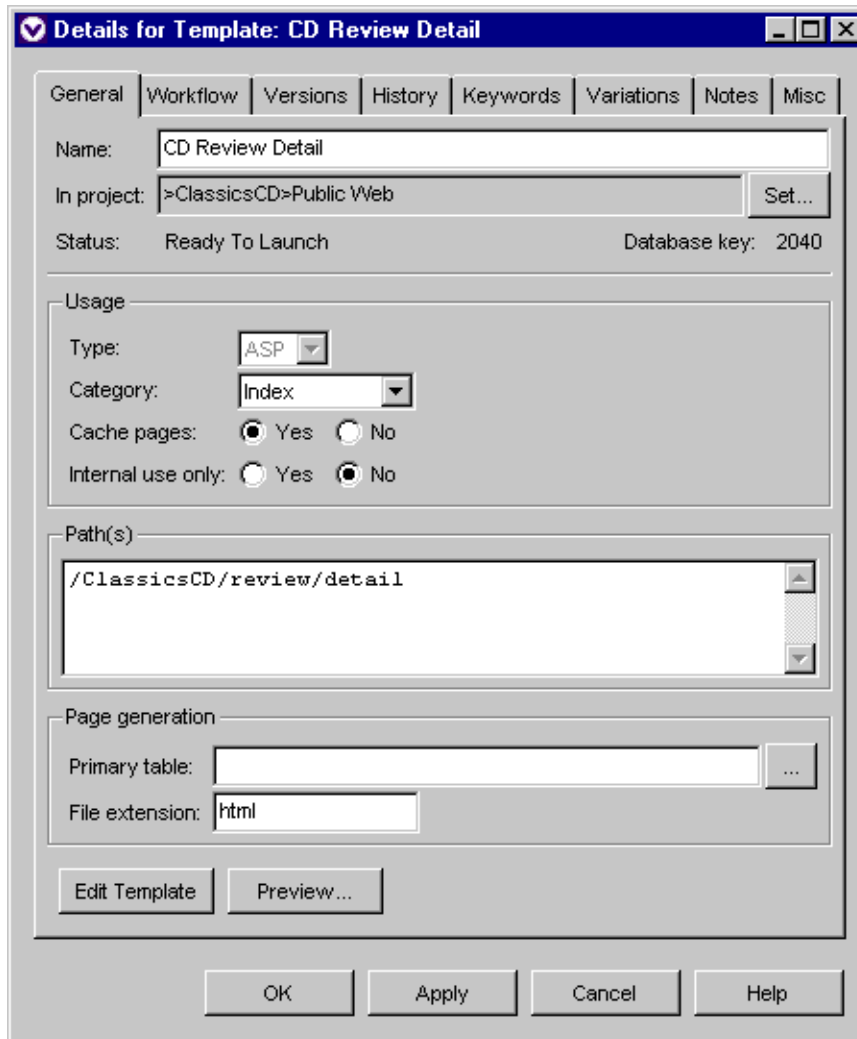 Details for Template: CD Review Detail
General Workflow Versions History Keywords Variations Notes Misc
Name: CD Review Detail
In project: >ClassicsCD>Public Web Set...
Status: Ready To Launch Database key: 2040
Usage
Type: ASP
Category: Index
Cache pages: Yes No
Internal use only: Yes No
Path(s)
/ClassicsCD/review/detail
Page generation
Primary table: ...
File extension: html
Edit Template Preview...
OK Apply Cancel Help